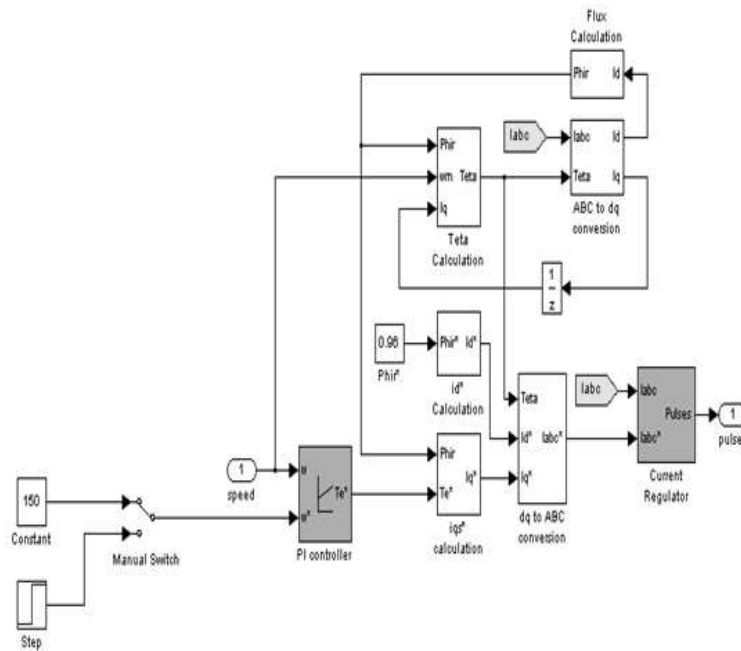 Flux
Calculation
Phir Id
Iabc
Iabc Id
Teta Iq
ABC to dq
conversion
Phir
wm Teta
Iq
Teta
Calculation
1
z
0.96
Phir*
Phir* Id*
id*
Calculation
Teta
Id* Iabc*
Iq*
dq to ABC
conversion
Iabc
Iabc
Pulses
Iabc*
Current
Regulator
1
pulse
Phir
Iq*
Te*
iqs*
calculation
1
speed
w
Te*
w*
PI controller
150
Constant
Manual Switch
Step